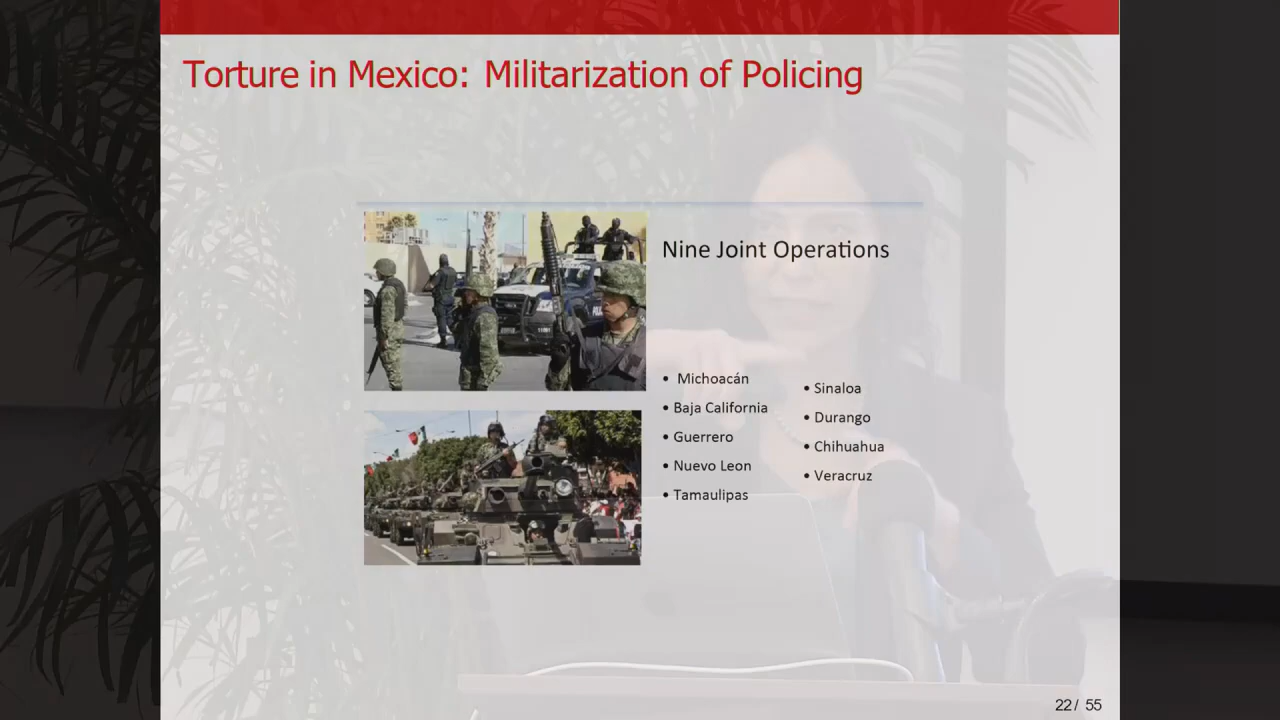 Torture in Mexico: Militarization of Policing
Nine Joint Operations
• Michoacán
• Baja California
• Guerrero
• Nuevo Leon
• Tamaulipas
• Sinaloa
• Durango
• Chihuahua
• Veracruz
22 / 55